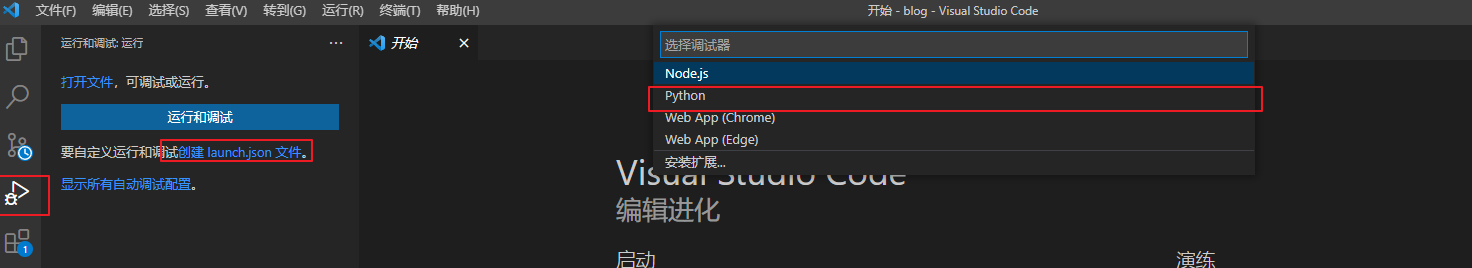 文件(F) 编辑(E) 选择(S) 查看(V) 转到(G) 运行(R) 终端(T) 帮助(H) 开始 - blog - Visual Studio Code
运行和调试: 运行 ···
打开文件，可调试或运行。
运行和调试
要自定义运行和调试创建 launch.json 文件。
显示所有自动调试配置。
1
开始
选择调试器
Node.js
Python
Web App (Chrome)
Web App (Edge)
安装扩展...
Visual Studio Code
编辑进化
启动 演练